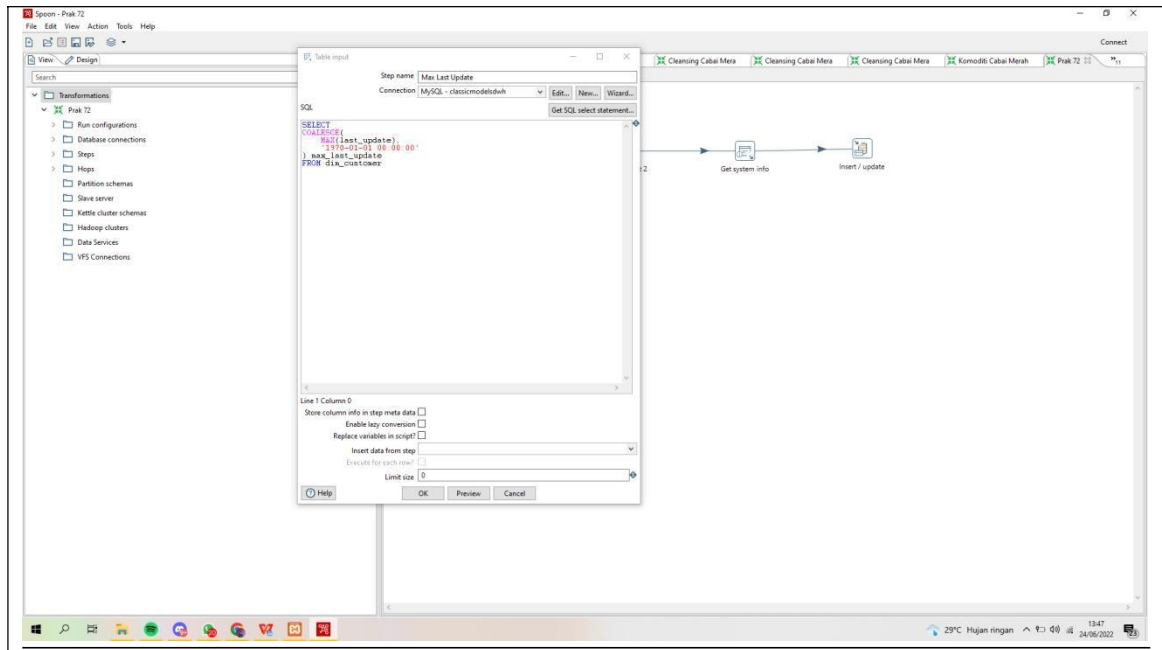 Spoon - Prak 72
File Edit View Action Tools Help
Connect
View Design
Search
Transformations
Prak 72
Run configurations
Database connections
Steps
Hops
Partition schemas
Slave server
Kettle cluster schemas
Hadoop clusters
Data Services
VFS Connections
Cleansing Cabai Mera Cleansing Cabai Mera Cleansing Cabai Mera Komoditi Cabai Merah Prak 72 »11
Table input
Step name Max Last Update
Connection MySQL - classicmodelsdwh Edit... New... Wizard...
SQL Get SQL select statement...
SELECT
COALESCE(
MAX(last_update),
'1970-01-01 00:00:00'
) max_last_update
FROM dim_customer
Line 1 Column 0
Store column info in step meta data
Enable lazy conversion
Replace variables in script?
Insert data from step
Execute for each row?
Limit size 0
Help OK Preview Cancel
2 Get system info Insert / update
29°C Hujan ringan 13:47
24/06/2022